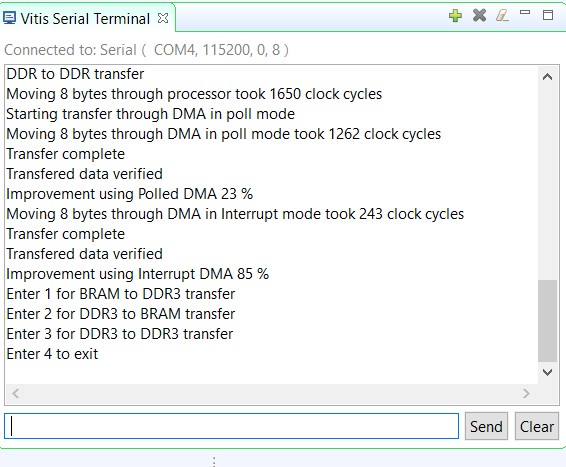 Vitis Serial Terminal
Connected to: Serial ( COM4, 115200, 0, 8 )
DDR to DDR transfer
Moving 8 bytes through processor took 1650 clock cycles
Starting transfer through DMA in poll mode
Moving 8 bytes through DMA in poll mode took 1262 clock cycles
Transfer complete
Transfered data verified
Improvement using Polled DMA 23 %
Moving 8 bytes through DMA in Interrupt mode took 243 clock cycles
Transfer complete
Transfered data verified
Improvement using Interrupt DMA 85 %
Enter 1 for BRAM to DDR3 transfer
Enter 2 for DDR3 to BRAM transfer
Enter 3 for DDR3 to DDR3 transfer
Enter 4 to exit
Send Clear